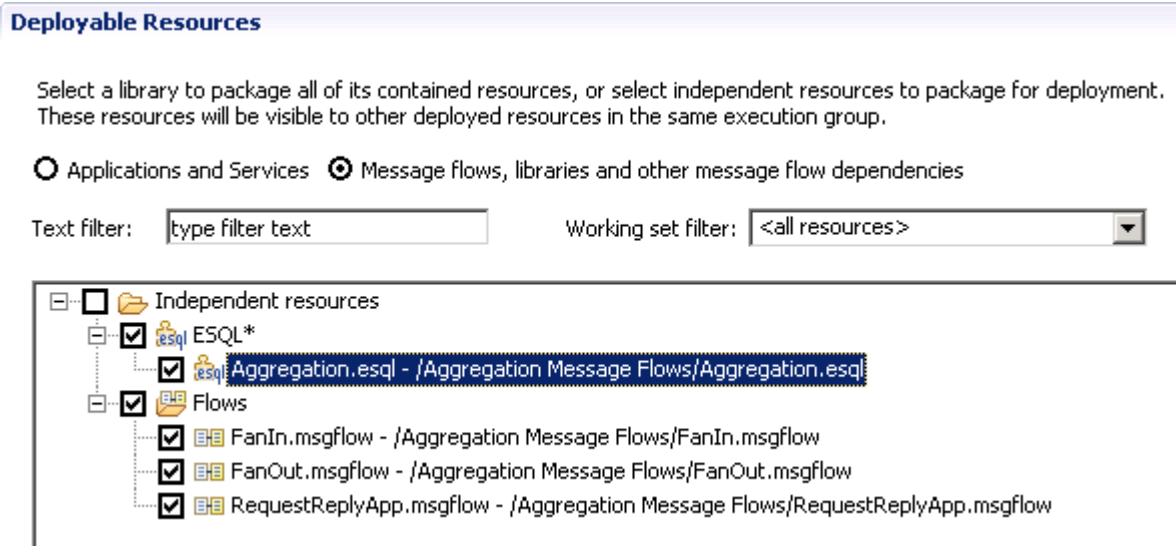 Deployable Resources
Select a library to package all of its contained resources, or select independent resources to package for deployment.
These resources will be visible to other deployed resources in the same execution group.
Applications and Services Message flows, libraries and other message flow dependencies
Text filter: type filter text Working set filter: <all resources>
Independent resources
esql ESQL*
esql Aggregation.esql - /Aggregation Message Flows/Aggregation.esql
Flows
FanIn.msgflow - /Aggregation Message Flows/FanIn.msgflow
FanOut.msgflow - /Aggregation Message Flows/FanOut.msgflow
RequestReplyApp.msgflow - /Aggregation Message Flows/RequestReplyApp.msgflow